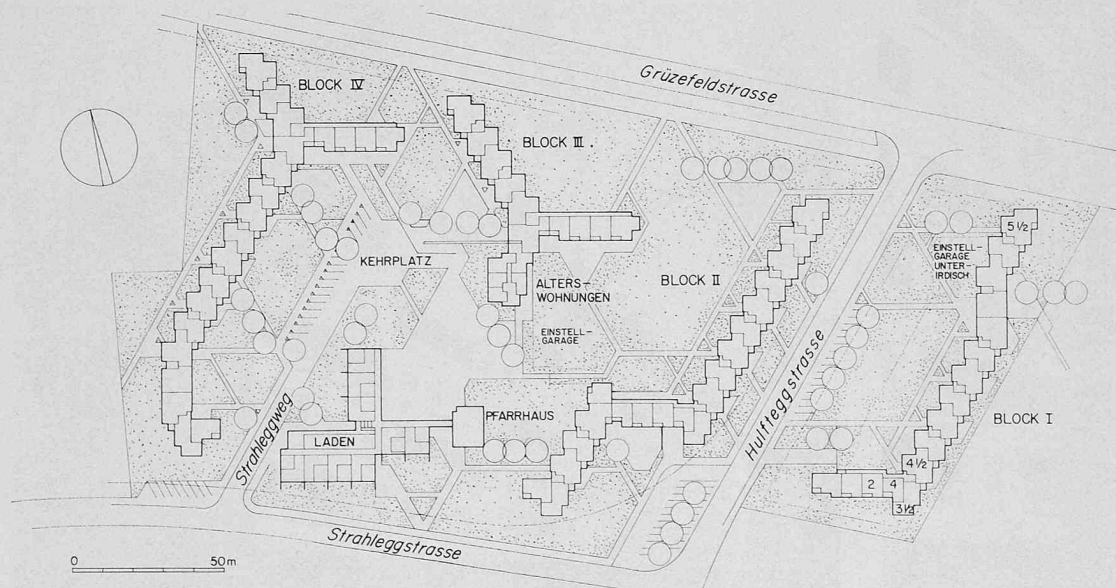 Grüzefeldstrasse
BLOCK IV
BLOCK III .
5 1/2
EINSTELL-
GARAGE
UNTER-
IRDISCH
KEHRPLATZ
ALTERS-
WOHNUNGEN
BLOCK II
EINSTELL-
GARAGE
Hulfteggstrasse
Strahleggweg
PFARRHAUS
BLOCK I
LADEN
4 1/2
2
4
3 1/2
Strahleggstrasse
0
50m